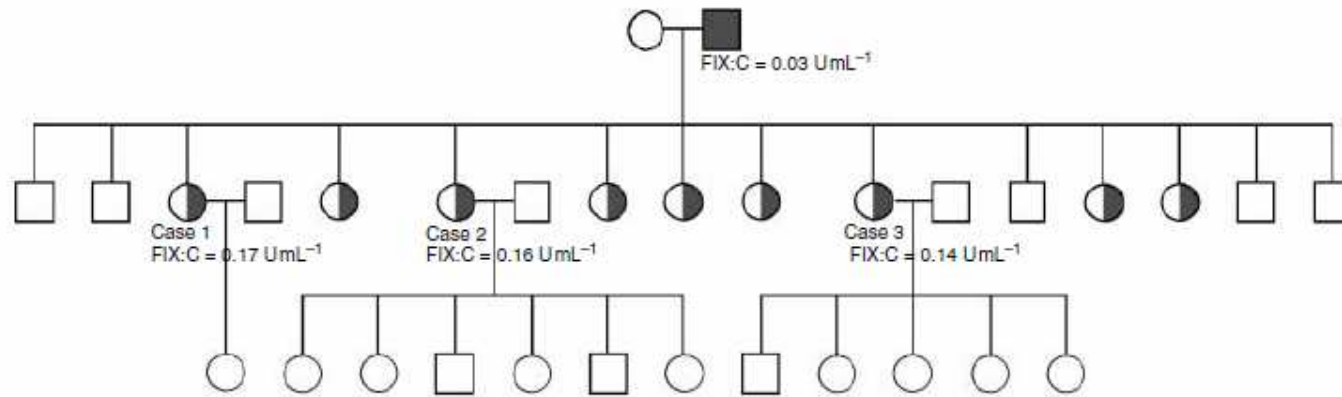 FIX:C = 0.03 UmL⁻¹
Case 1
FIX:C = 0.17 UmL⁻¹
Case 2
FIX:C = 0.16 UmL⁻¹
Case 3
FIX:C = 0.14 UmL⁻¹